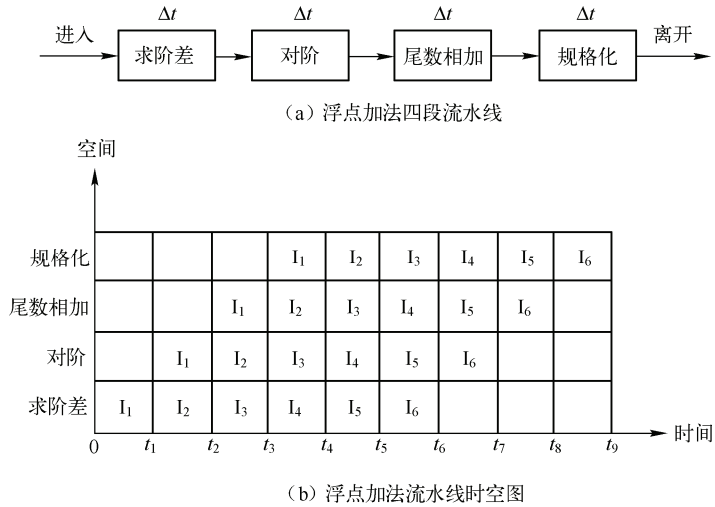 Δt Δt Δt Δt
进入 求阶差 对阶 尾数相加 规格化 离开
（a）浮点加法四段流水线
空间
规格化 I₁ I₂ I₃ I₄ I₅ I₆
尾数相加 I₁ I₂ I₃ I₄ I₅ I₆
对阶 I₁ I₂ I₃ I₄ I₅ I₆
求阶差 I₁ I₂ I₃ I₄ I₅ I₆
0 t₁ t₂ t₃ t₄ t₅ t₆ t₇ t₈ t₉ 时间
（b）浮点加法流水线时空图